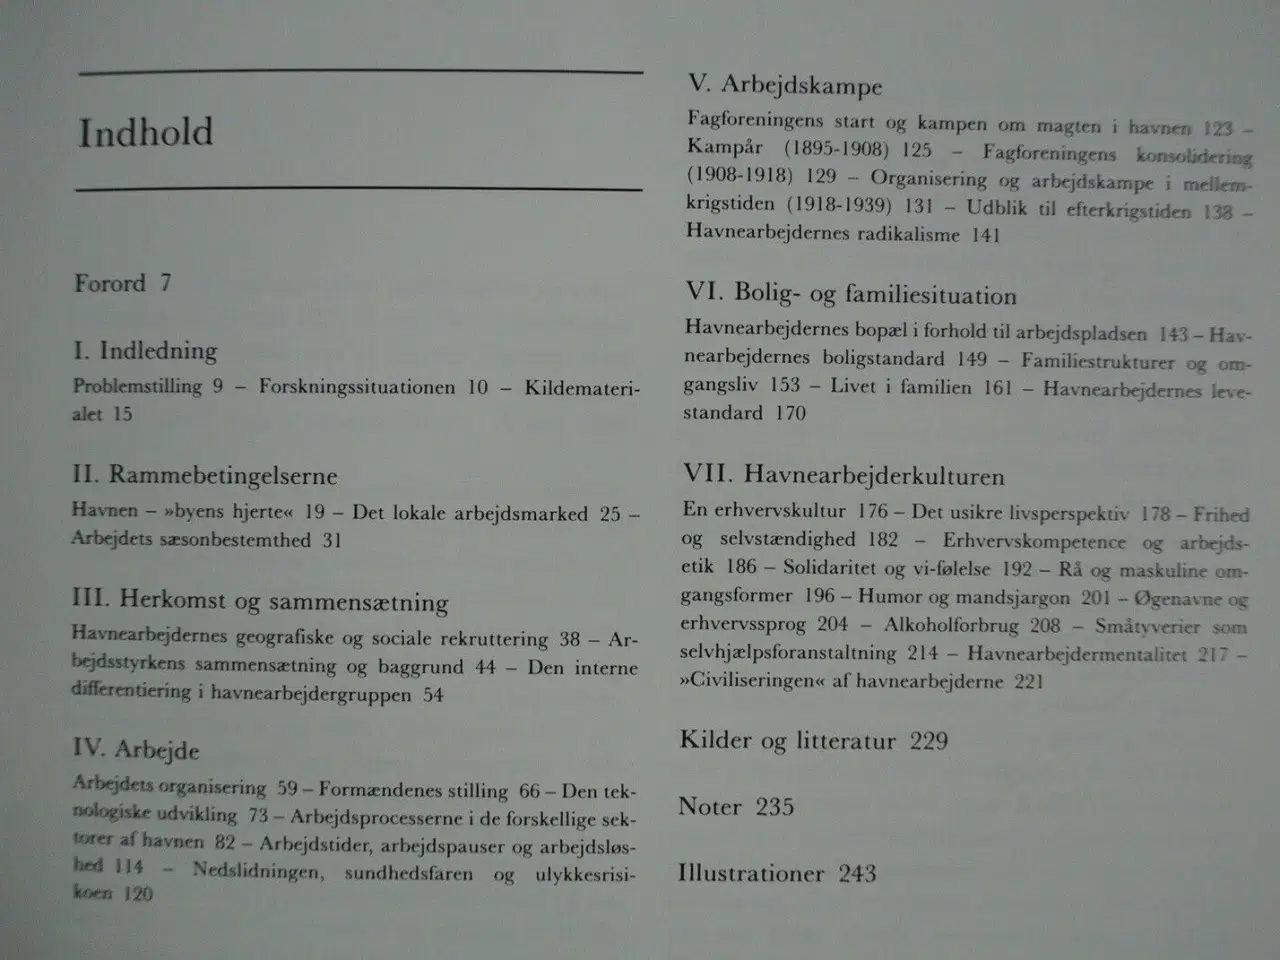 Indhold
Forord 7
I. Indledning
Problemstilling 9 – Forskningssituationen 10 – Kildemateri-
alet 15
II. Rammebetingelserne
Havnen – »byens hjerte« 19 – Det lokale arbejdsmarked 25 –
Arbejdets sæsonbestemthed 31
III. Herkomst og sammensætning
Havnearbejdernes geografiske og sociale rekruttering 38 – Ar-
bejdsstyrkens sammensætning og baggrund 44 – Den interne
differentiering i havnearbejdergruppen 54
IV. Arbejde
Arbejdets organisering 59 – Formændenes stilling 66 – Den tek-
nologiske udvikling 73 – Arbejdsprocesserne i de forskellige sek-
torer af havnen 82 – Arbejdstider, arbejdspauser og arbejdsløs-
hed 114 – Nedslidningen, sundhedsfaren og ulykkesrisi-
koen 120
V. Arbejdskampe
Fagforeningens start og kampen om magten i havnen 123 –
Kampår (1895-1908) 125 – Fagforeningens konsolidering
(1908-1918) 129 – Organisering og arbejdskampe i mellem-
krigstiden (1918-1939) 131 – Udblik til efterkrigstiden 138 –
Havnearbejdernes radikalisme 141
VI. Bolig- og familiesituation
Havnearbejdernes bopæl i forhold til arbejdspladsen 143 – Hav-
nearbejdernes boligstandard 149 – Familiestrukturer og om-
gangsliv 153 – Livet i familien 161 – Havnearbejdernes leve-
standard 170
VII. Havnearbejderkulturen
En erhvervskultur 176 – Det usikre livsperspektiv 178 – Frihed
og selvstændighed 182 – Erhvervskompetence og arbejds-
etik 186 – Solidaritet og vi-følelse 192 – Rå og maskuline om-
gangsformer 196 – Humor og mandsjargon 201 – Øgenavne og
erhvervssprog 204 – Alkoholforbrug 208 – Småtyverier som
selvhjælpsforanstaltning 214 – Havnearbejdermentalitet 217 –
»Civiliseringen« af havnearbejderne 221
Kilder og litteratur 229
Noter 235
Illustrationer 243